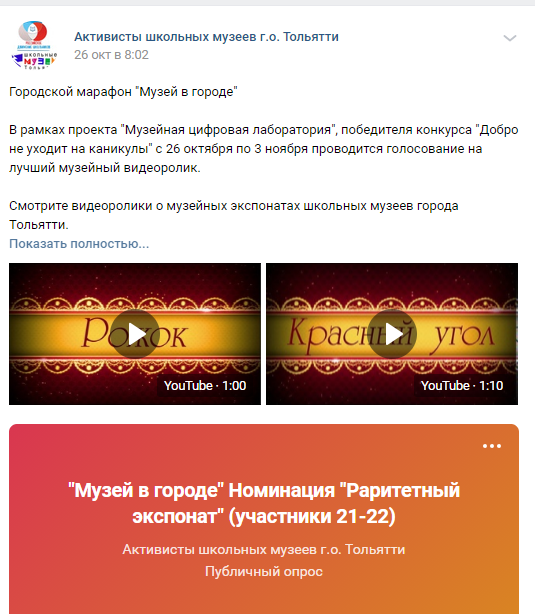 Активисты школьных музеев г.о. Тольятти
26 окт в 8:02
Городской марафон "Музей в городе"
В рамках проекта "Музейная цифровая лаборатория", победителя конкурса "Добро
не уходит на каникулы" с 26 октября по 3 ноября проводится голосование на
лучший музейный видеоролик.
Смотрите видеоролики о музейных экспонатах школьных музеев города
Тольятти.
Показать полностью...
Рожок
YouTube · 1:00
Красный угол
YouTube · 1:10
"Музей в городе" Номинация "Раритетный
экспонат" (участники 21-22)
Активисты школьных музеев г.о. Тольятти
Публичный опрос